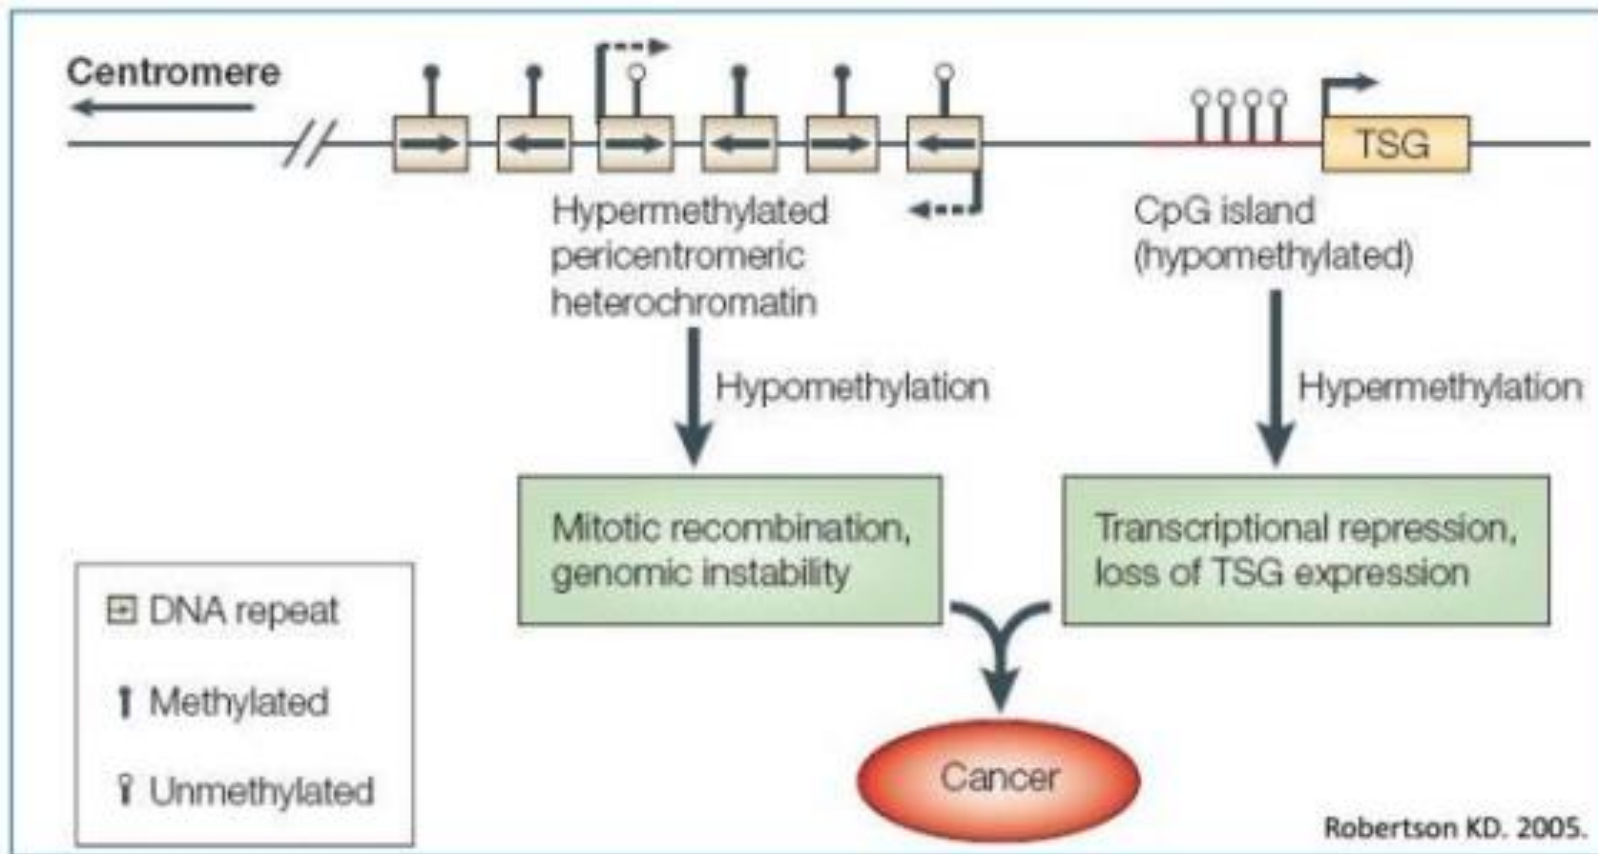 Centromere
TSG
Hypermethylated
pericentromeric
heterochromatin
CpG island
(hypomethylated)
Hypomethylation
Hypermethylation
Mitotic recombination,
genomic instability
Transcriptional repression,
loss of TSG expression
DNA repeat
Methylated
Unmethylated
Cancer
Robertson KD. 2005.